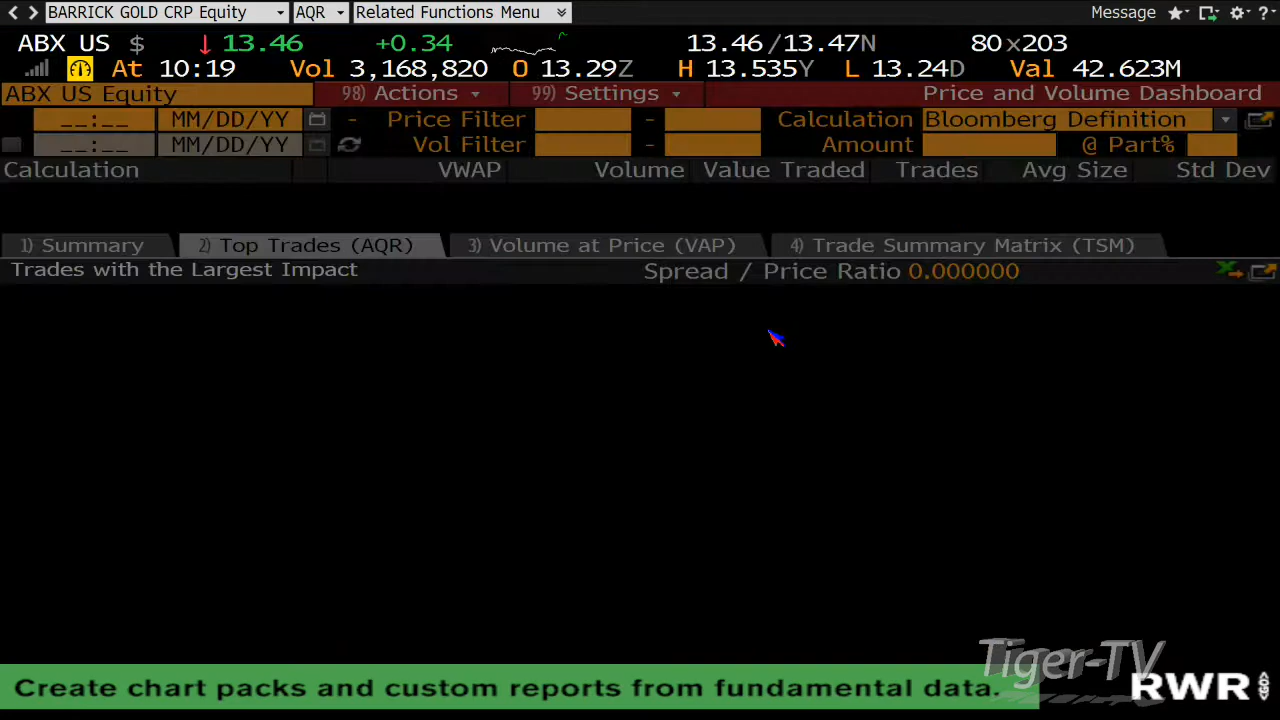 BARRICK GOLD CRP Equity AQR Related Functions Menu Message ?
ABX US $ ↓ 13.46 +0.34 13.46/13.47N 80x203
At 10:19 Vol 3,168,820 O 13.29Z H 13.535Y L 13.24D Val 42.623M
ABX US Equity 98) Actions 99) Settings Price and Volume Dashboard
__:__ MM/DD/YY - Price Filter - Calculation Bloomberg Definition
__:__ MM/DD/YY Vol Filter - Amount @ Part%
Calculation VWAP Volume Value Traded Trades Avg Size Std Dev
1) Summary 2) Top Trades (AQR) 3) Volume at Price (VAP) 4) Trade Summary Matrix (TSM)
Trades with the Largest Impact Spread / Price Ratio 0.000000
Tiger-TV
Create chart packs and custom reports from fundamental data. RWR <GO>